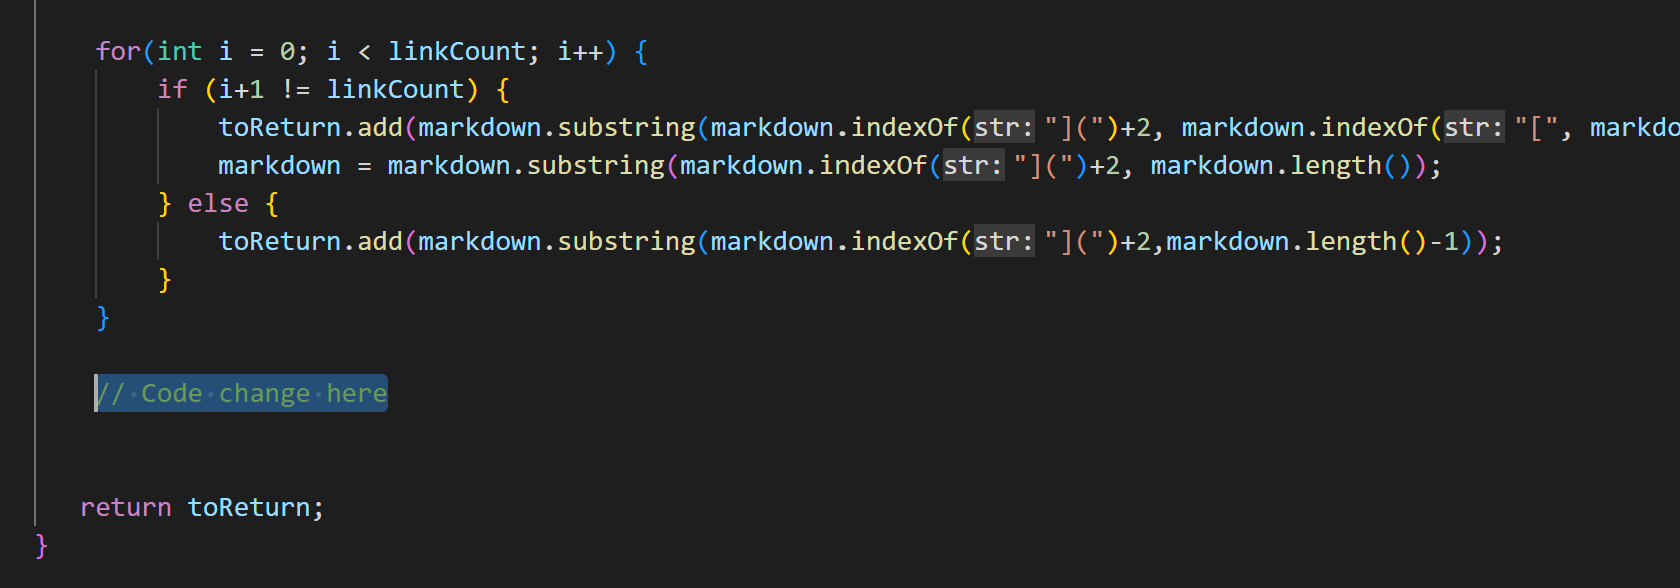 for(int i = 0; i < linkCount; i++) {
if (i+1 != linkCount) {
toReturn.add(markdown.substring(markdown.indexOf(str: "](")+2, markdown.indexOf(str: "[",
markdown = markdown.substring(markdown.indexOf(str: "](")+2, markdown.length());
} else {
toReturn.add(markdown.substring(markdown.indexOf(str: "](")+2,markdown.length()-1));
}
}
// Code change here
return toReturn;
}